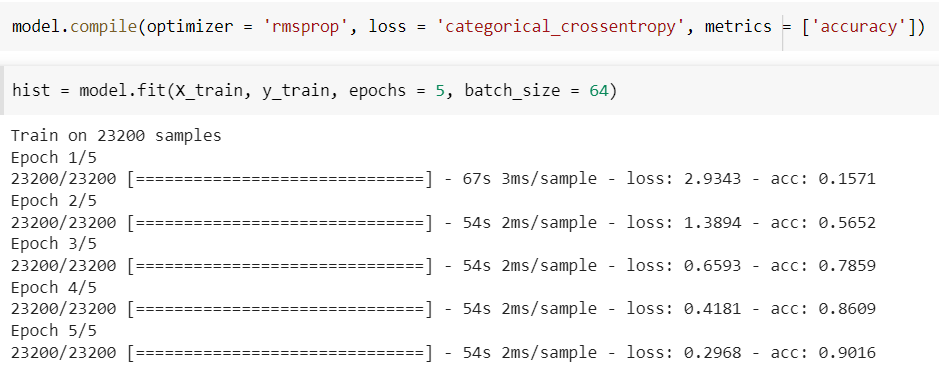 model.compile(optimizer = 'rmsprop', loss = 'categorical_crossentropy', metrics = ['accuracy'])
hist = model.fit(X_train, y_train, epochs = 5, batch_size = 64)
Train on 23200 samples
Epoch 1/5
23200/23200 [==============================] - 67s 3ms/sample - loss: 2.9343 - acc: 0.1571
Epoch 2/5
23200/23200 [==============================] - 54s 2ms/sample - loss: 1.3894 - acc: 0.5652
Epoch 3/5
23200/23200 [==============================] - 54s 2ms/sample - loss: 0.6593 - acc: 0.7859
Epoch 4/5
23200/23200 [==============================] - 54s 2ms/sample - loss: 0.4181 - acc: 0.8609
Epoch 5/5
23200/23200 [==============================] - 54s 2ms/sample - loss: 0.2968 - acc: 0.9016